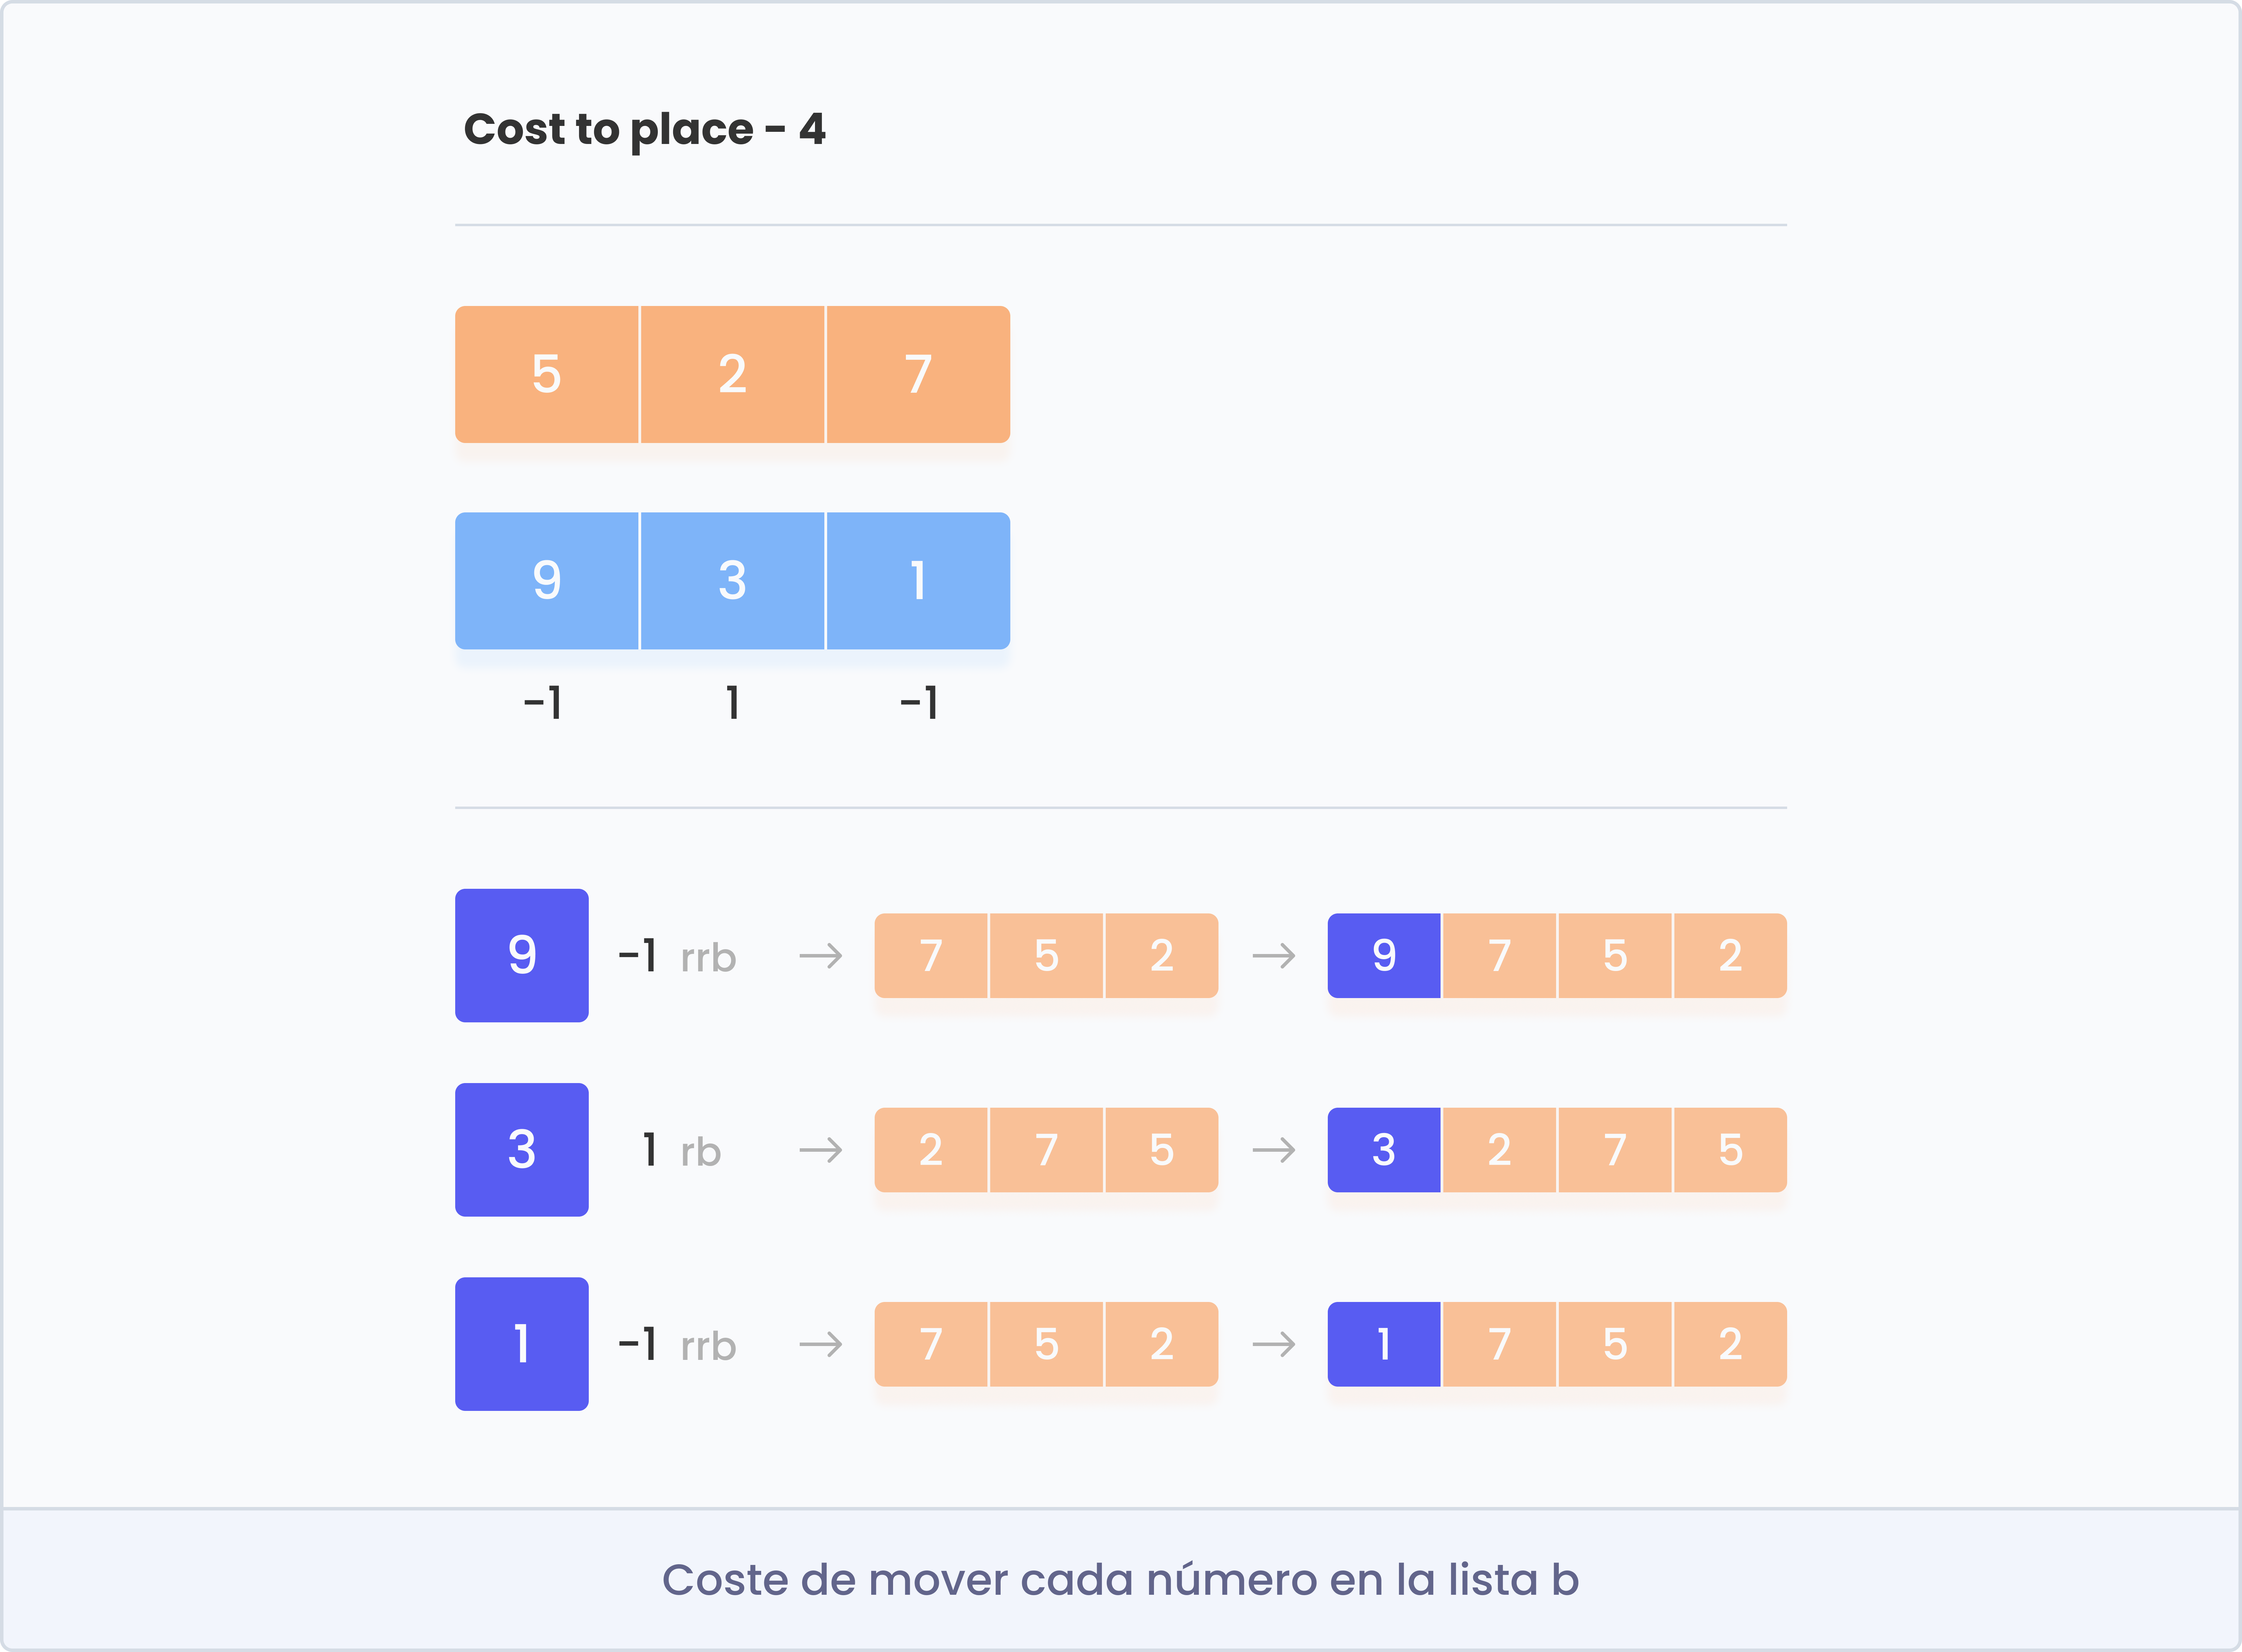 Cost to place - 4
5 2 7
9 3 1
-1 1 -1
9 -1 rrb → 7 5 2 → 9 7 5 2
3 1 rb → 2 7 5 → 3 2 7 5
1 -1 rrb → 7 5 2 → 1 7 5 2
Coste de mover cada número en la lista b